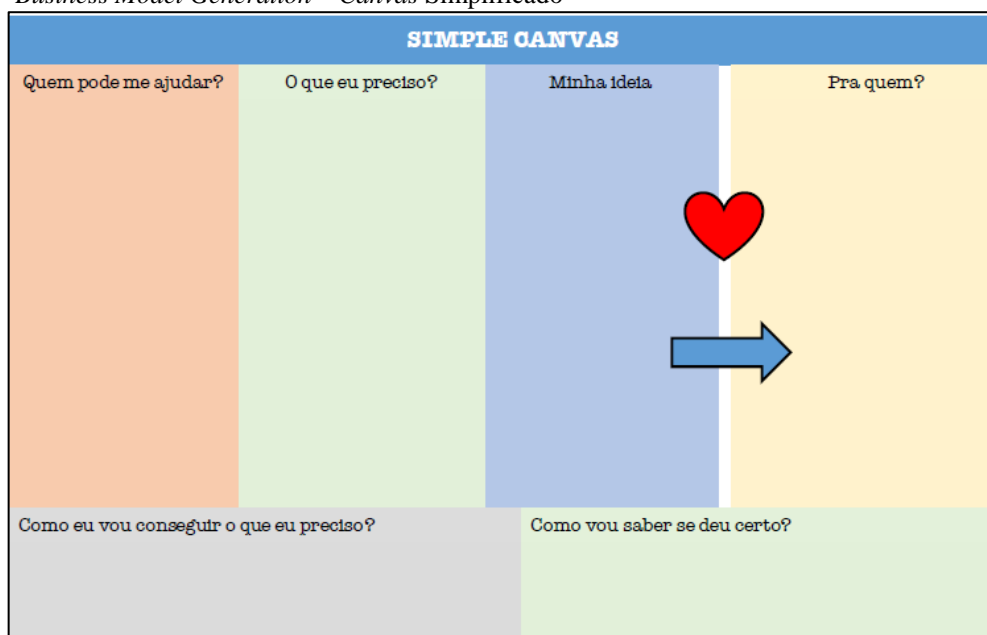 Business Model Generation – Canvas Simplificado
SIMPLE CANVAS
Quem pode me ajudar?
O que eu preciso?
Minha ideia
Pra quem?
Como eu vou conseguir o que eu preciso?
Como vou saber se deu certo?